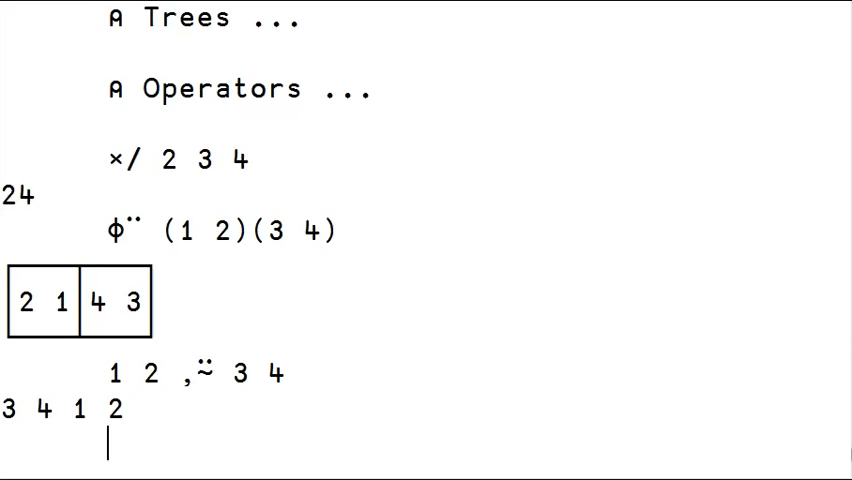 ⍝ Trees ...
⍝ Operators ...
×/ 2 3 4
24
⌽¨ (1 2)(3 4)
2 1 4 3
1 2 ,⍨ 3 4
3 4 1 2